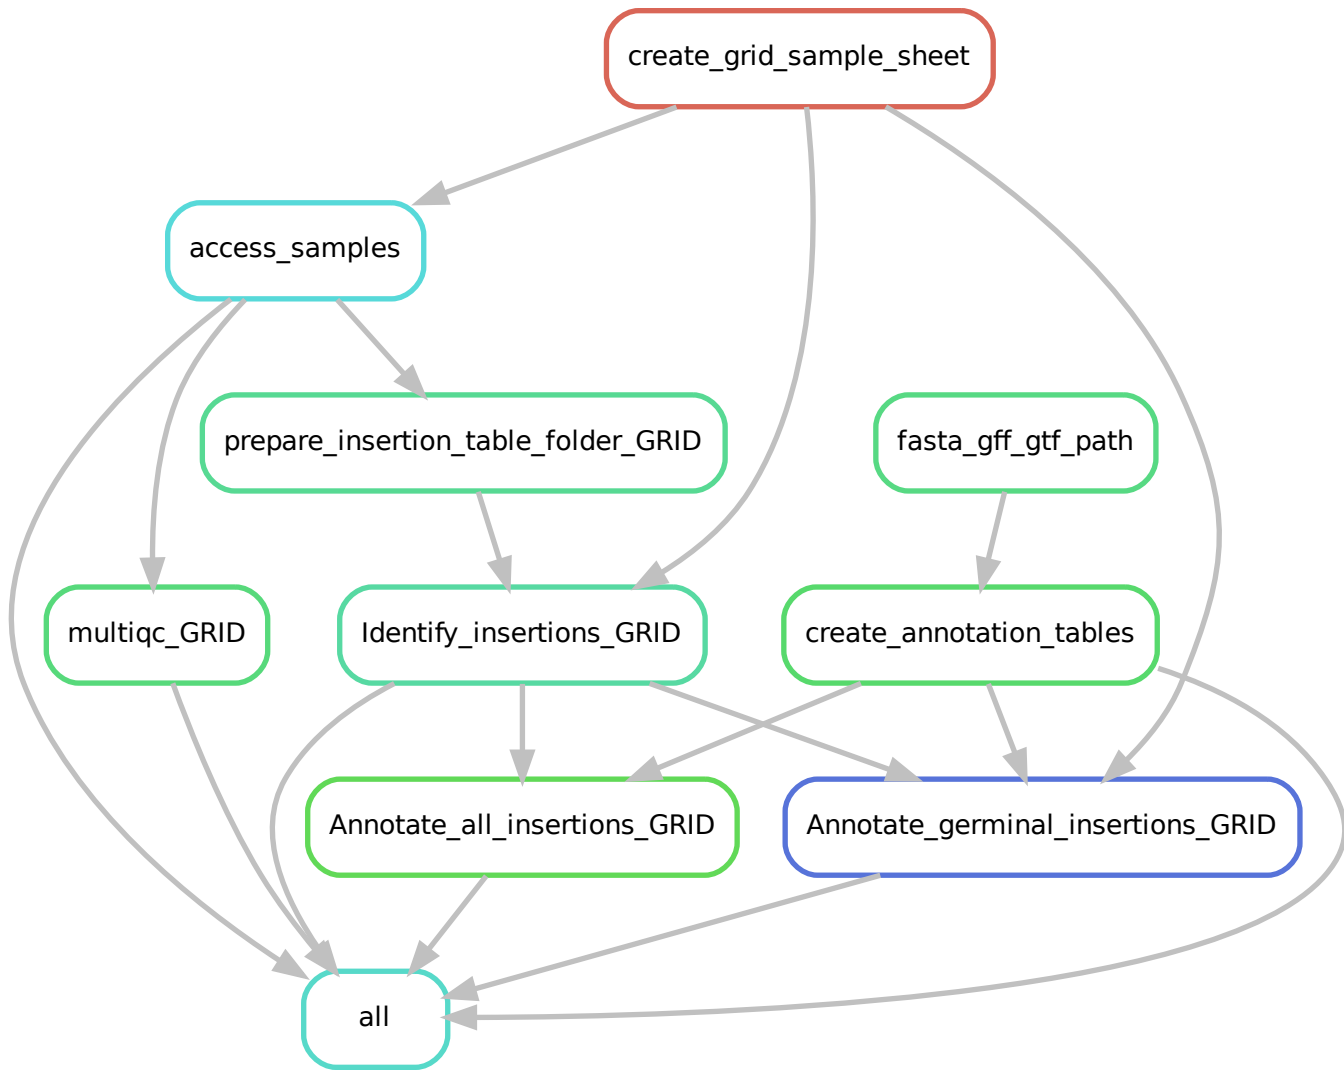 create_grid_sample_sheet
access_samples
prepare_insertion_table_folder_GRID
fasta_gff_gtf_path
multiqc_GRID
Identify_insertions_GRID
create_annotation_tables
Annotate_all_insertions_GRID
Annotate_germinal_insertions_GRID
all